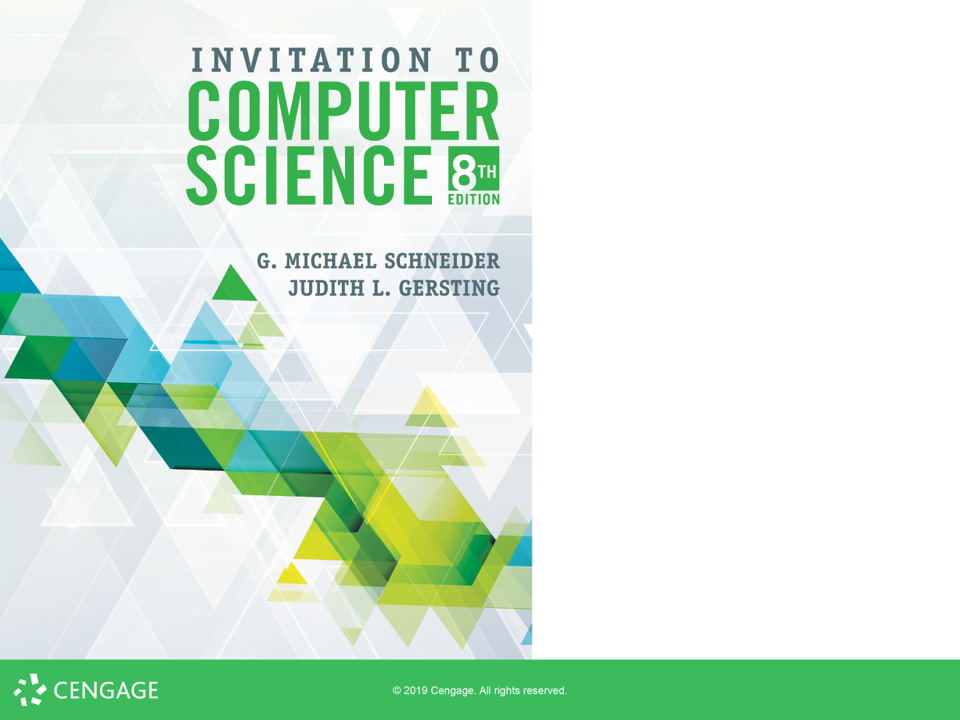 INVITATION TO
COMPUTER
SCIENCE 8TH
EDITION
G. MICHAEL SCHNEIDER
JUDITH L. GERSTING
CENGAGE
© 2019 Cengage. All rights reserved.